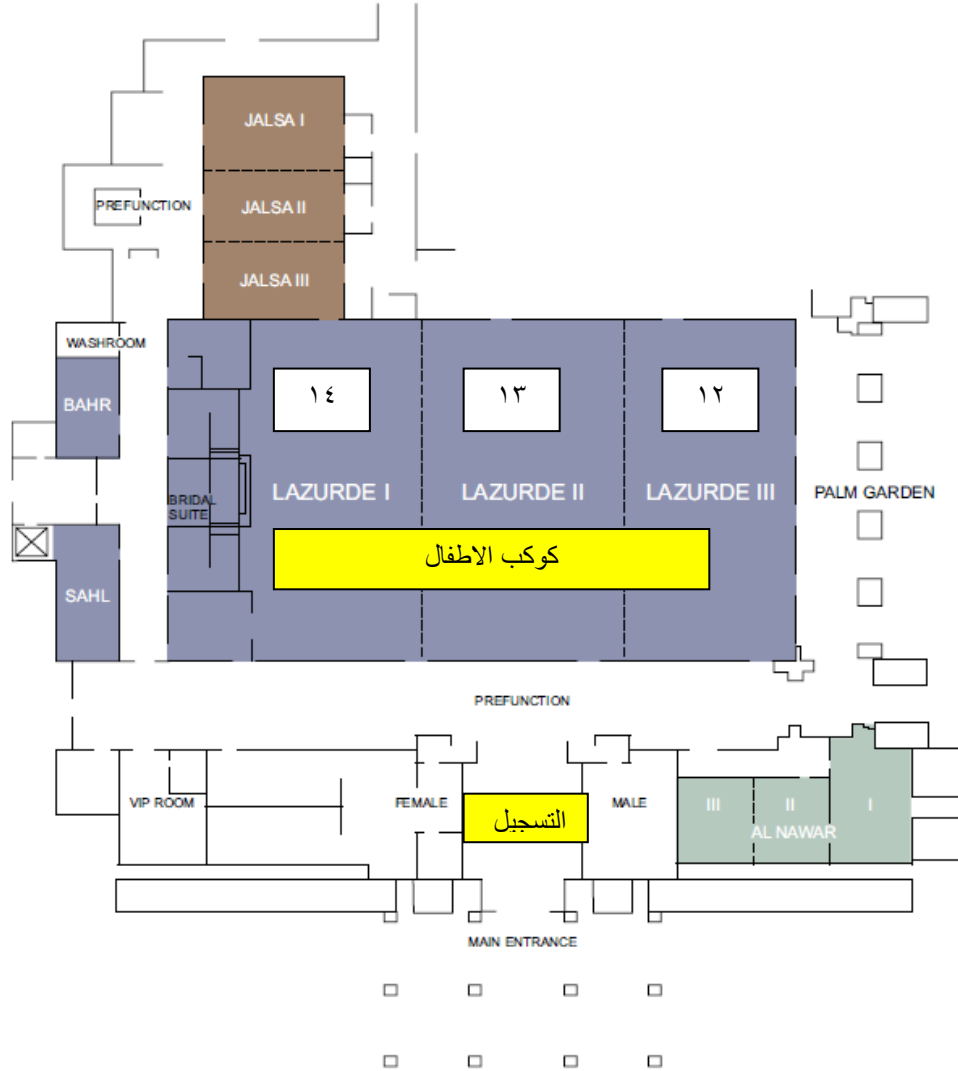 JALSA I
PREFUNCTION
JALSA II
JALSA III
WASHROOM
BAHR
١٤
١٣
١٢
BRIDAL
SUITE
LAZURDE I
LAZURDE II
LAZURDE III
PALM GARDEN
كوكب الاطفال
SAHL
PREFUNCTION
VIP ROOM
FEMALE
التسجيل
MALE
III
II
I
AL NAWAR
MAIN ENTRANCE